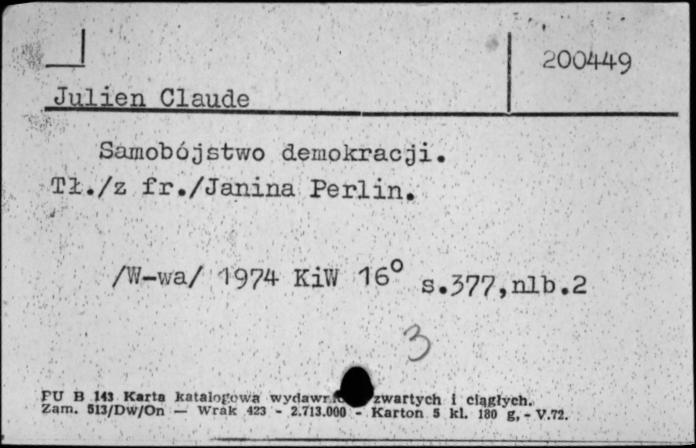 200449
Julien Claude
Samobójstwo demokracji.
Tł./z fr./Janina Perlin.
/W-wa/ 1974 KiW 16° s.377,nlb.2
3
PU B 143 Karta katalogowa zwartych i ciągłych.
Zam. 513/Dw/On — Wrak 423 - 2.713.000 - Karton 5 kl. 180 g, - V.72.